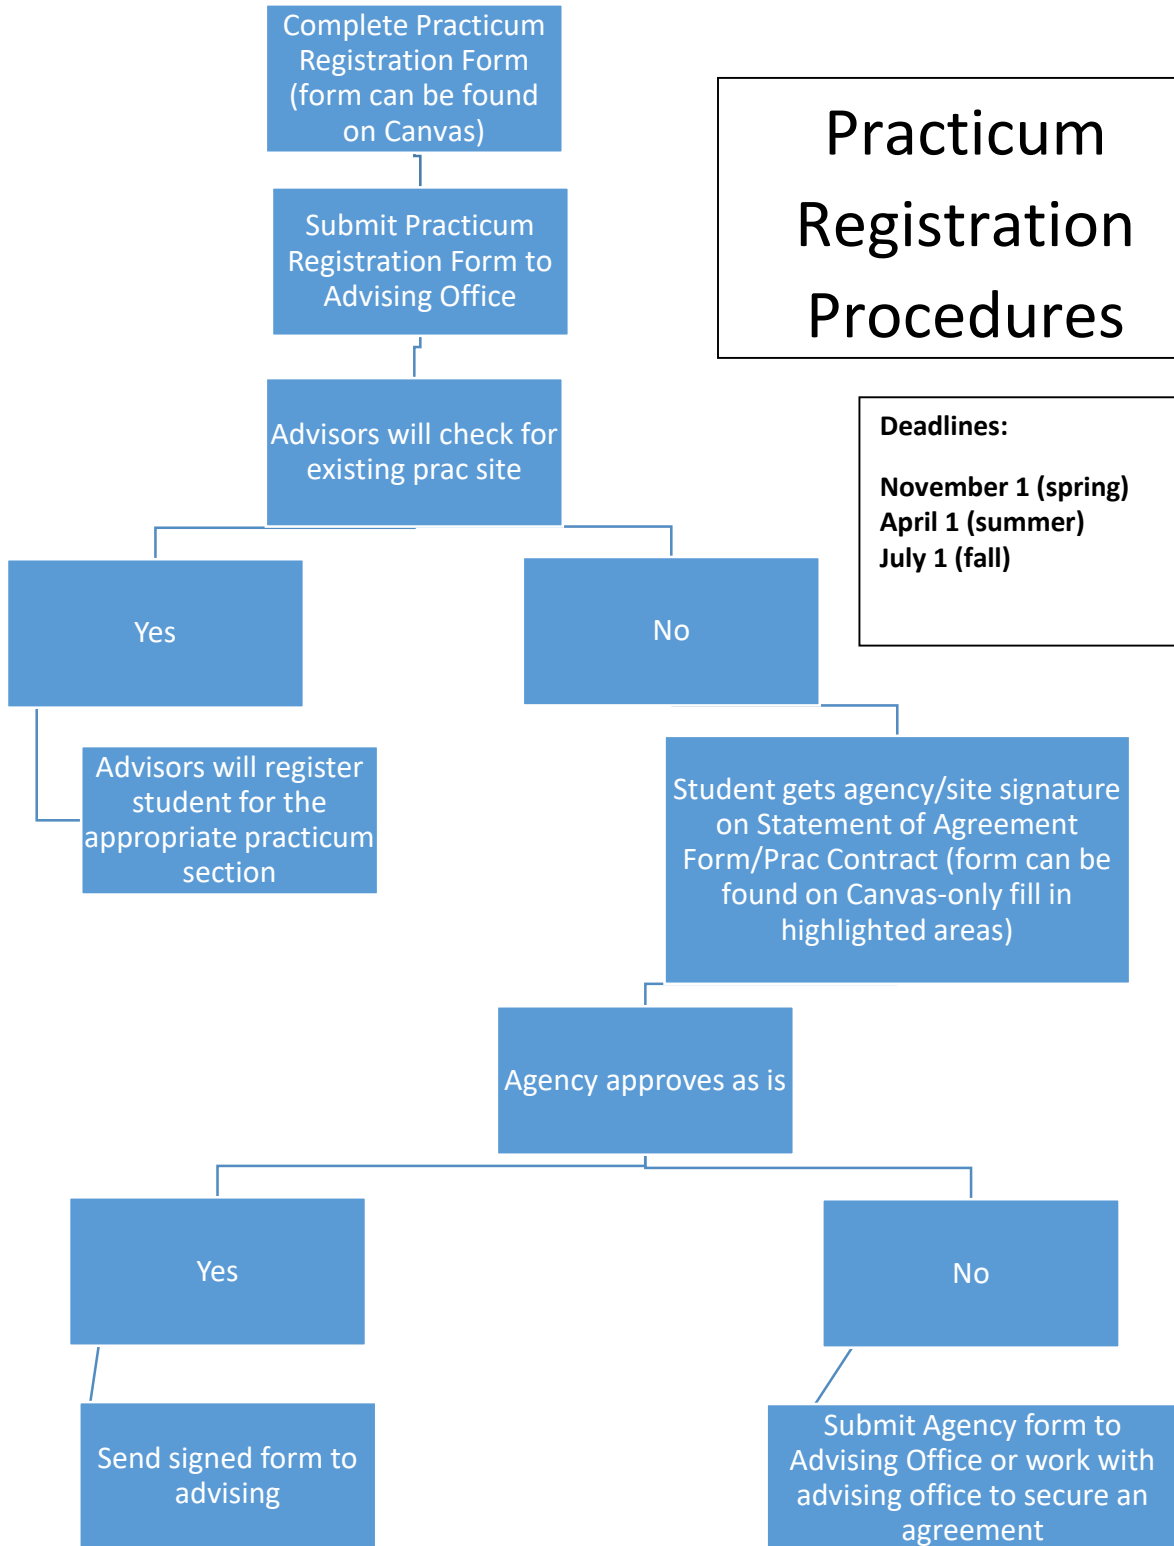 Complete Practicum
Registration Form
(form can be found
on Canvas)
Practicum
Registration
Procedures
Submit Practicum
Registration Form to
Advising Office
Advisors will check for
existing prac site
Deadlines:
November 1 (spring)
April 1 (summer)
July 1 (fall)
Yes
No
Advisors will register
student for the
appropriate practicum
section
Student gets agency/site signature
on Statement of Agreement
Form/Prac Contract (form can be
found on Canvas-only fill in
highlighted areas)
Agency approves as is
Yes
No
Send signed form to
advising
Submit Agency form to
Advising Office or work with
advising office to secure an
agreement